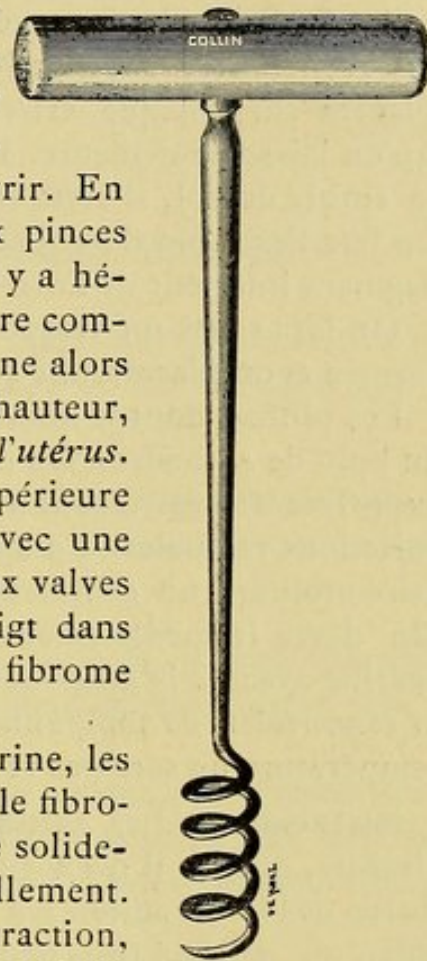 COLLIN
rir. En
x pinces
y a hé-
re com-
ne alors
hauteur,
l'utérus.
périeure
vec une
x valves
igt dans
fibrome
rine, les
le fibro-
e solide-
llement.
raction,